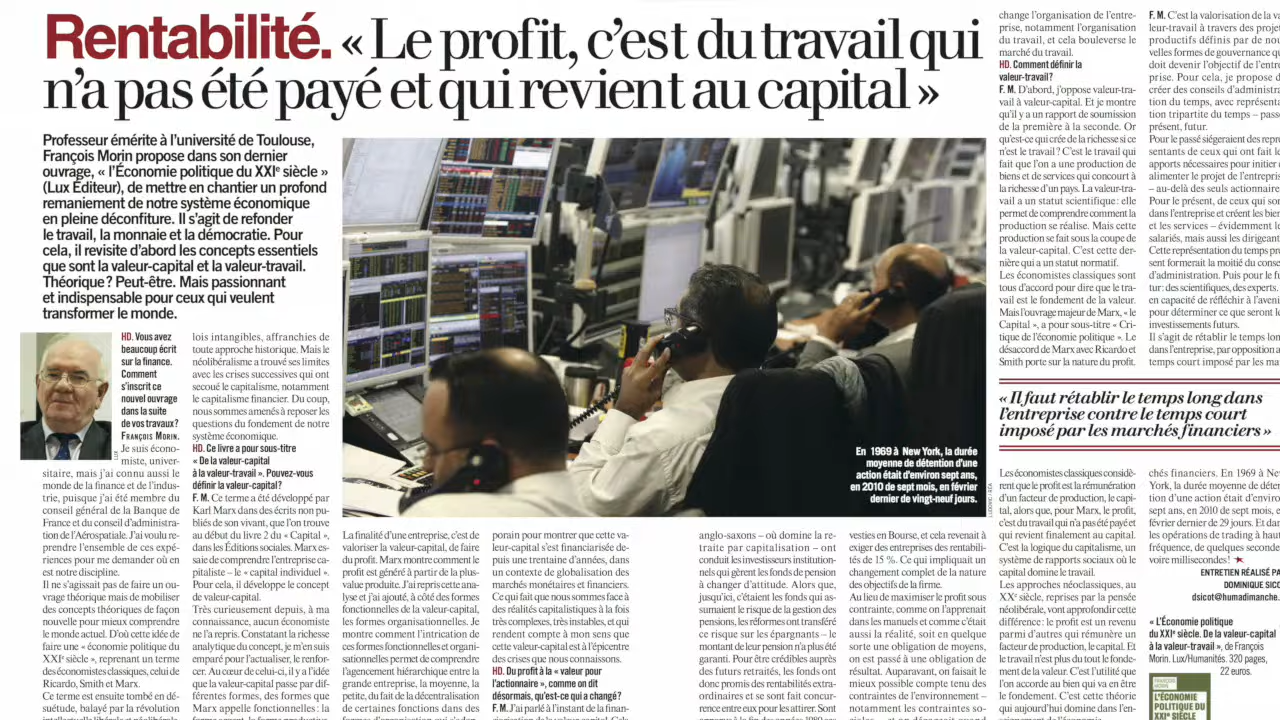 Rentabilité. « Le profit, c'est du travail qui
n'a pas été payé et qui revient au capital »
Professeur émérite à l'université de Toulouse,
François Morin propose dans son dernier
ouvrage, « l'Économie politique du XXIe siècle »
(Lux Éditeur), de mettre en chantier un profond
remaniement de notre système économique
en pleine déconfiture. Il s'agit de refonder
le travail, la monnaie et la démocratie. Pour
cela, il revisite d'abord les concepts essentiels
que sont la valeur-capital et la valeur-travail.
Théorique ? Peut-être. Mais passionnant
et indispensable pour ceux qui veulent
transformer le monde.
LUX
HD. Vous avez
beaucoup écrit
sur la finance.
Comment
s'inscrit ce
nouvel ouvrage
dans la suite
de vos travaux ?
FRANÇOIS MORIN.
Je suis écono-
miste, univer-
sitaire, mais j'ai connu aussi le
monde de la finance et de l'indus-
trie, puisque j'ai été membre du
conseil général de la Banque de
France et du conseil d'administra-
tion de l'Aérospatiale. J'ai voulu re-
prendre l'ensemble de ces expé-
riences pour me demander où en
est notre discipline.
Il ne s'agissait pas de faire un ou-
vrage théorique mais de mobiliser
des concepts théoriques de façon
nouvelle pour mieux comprendre
le monde actuel. D'où cette idée de
faire une « économie politique du
XXIe siècle », reprenant un terme
des économistes classiques, celui de
Ricardo, Smith et Marx.
Ce terme est ensuite tombé en dé-
suétude, balayé par la révolution
intellectuelle libérale et néolibérale,
lois intangibles, affranchies de
toute approche historique. Mais le
néolibéralisme a trouvé ses limites
avec les crises successives qui ont
secoué le capitalisme, notamment
le capitalisme financier. Du coup,
nous sommes amenés à reposer les
questions du fondement de notre
système économique.
HD. Ce livre a pour sous-titre
« De la valeur-capital
à la valeur-travail ». Pouvez-vous
définir la valeur-capital ?
F. M. Ce terme a été développé par
Karl Marx dans des écrits non pu-
bliés de son vivant, que l'on trouve
au début du livre 2 du « Capital »,
dans les Éditions sociales. Marx es-
saie de comprendre l'entreprise ca-
pitaliste – le « capital individuel ».
Pour cela, il développe le concept
de valeur-capital.
Très curieusement depuis, à ma
connaissance, aucun économiste
ne l'a repris. Constatant la richesse
analytique du concept, je m'en suis
emparé pour l'actualiser, le renfor-
cer. Au cœur de celui-ci, il y a l'idée
que la valeur-capital passe par dif-
férentes formes, des formes que
Marx appelle fonctionnelles : la
En 1969 à New York, la durée
moyenne de détention d'une
action était d'environ sept ans,
en 2010 de sept mois, en février
dernier de vingt-neuf jours.
LUDOVIC / REA
La finalité d'une entreprise, c'est de
valoriser la valeur-capital, de faire
du profit. Marx montre comment le
profit est généré à partir de la plus-
value produite. J'ai repris cette ana-
lyse et j'ai ajouté, à côté des formes
fonctionnelles de la valeur-capital,
les formes organisationnelles. Je
montre comment l'intrication de
ces formes fonctionnelles et organi-
sationnelles permet de comprendre
l'agencement hiérarchique entre la
grande entreprise, la moyenne, la
petite, du fait de la décentralisation
de certaines fonctions dans
porain pour montrer que cette va-
leur-capital s'est financiarisée de-
puis une trentaine d'années, dans
un contexte de globalisation des
marchés monétaires et financiers.
Ce qui fait que nous sommes face à
des réalités capitalistiques à la fois
très complexes, très instables, et qui
rendent compte à mon sens que
cette valeur-capital est à l'épicentre
des crises que nous connaissons.
HD. Du profit à la « valeur pour
l'actionnaire », comme on dit
désormais, qu'est-ce qui a changé ?
F. M. J'ai parlé à l'instant de la finan-
anglo-saxons – où domine la re-
traite par capitalisation – ont
conduit les investisseurs institution-
nels qui gèrent les fonds de pension
à changer d'attitude. Alors que,
jusqu'ici, c'étaient les fonds qui as-
sumaient le risque de la gestion des
pensions, les réformes ont transféré
ce risque sur les épargnants – le
montant de leur pension n'a plus été
garanti. Pour être crédibles auprès
des futurs retraités, les fonds ont
donc promis des rentabilités extra-
ordinaires et se sont fait concur-
rence entre eux pour les attirer. Sont
vesties en Bourse, et cela revenait à
exiger des entreprises des rentabili-
tés de 15 %. Ce qui impliquait un
changement complet de la nature
des objectifs de la firme.
Au lieu de maximiser le profit sous
contrainte, comme on l'apprenait
dans les manuels et comme c'était
aussi la réalité, soit en quelque
sorte une obligation de moyens,
on est passé à une obligation de
résultat. Auparavant, on faisait le
mieux possible compte tenu des
contraintes de l'environnement –
notamment des contraintes so-
change l'organisation de l'entre-
prise, notamment l'organisation
du travail, et cela bouleverse le
marché du travail.
HD. Comment définir la
valeur-travail ?
F. M. D'abord, j'oppose valeur-tra-
vail à valeur-capital. Et je montre
qu'il y a un rapport de soumission
de la première à la seconde. Or
qu'est-ce qui crée de la richesse si ce
n'est le travail ? C'est le travail qui
fait que l'on a une production de
biens et de services qui concourt à
la richesse d'un pays. La valeur-tra-
vail a un statut scientifique : elle
permet de comprendre comment la
production se réalise. Mais cette
production se fait sous la coupe de
la valeur-capital. C'est cette der-
nière qui a un statut normatif.
Les économistes classiques sont
tous d'accord pour dire que le tra-
vail est le fondement de la valeur.
Mais l'ouvrage majeur de Marx, « le
Capital », a pour sous-titre « Cri-
tique de l'économie politique ». Le
désaccord de Marx avec Ricardo et
Smith porte sur la nature du profit.
F. M. C'est la valorisation de la v
leur-travail à travers des projet
productifs définis par de nou
velles formes de gouvernance q
doit devenir l'objectif de l'entre
prise. Pour cela, je propose d
créer des conseils d'administra
tion du temps, avec représenta
tion tripartite du temps – pass
présent, futur.
Pour le passé siégeraient des repré
sentants de ceux qui ont fait le
apports nécessaires pour initier
alimenter le projet de l'entrepris
– au-delà des seuls actionnaire
Pour le présent, de ceux qui son
dans l'entreprise et créent les bien
et les services – évidemment le
salariés, mais aussi les dirigeant
Cette représentation du temps pré
sent formerait la moitié du conse
d'administration. Puis pour le fu
tur : des scientifiques, des experts.
en capacité de réfléchir à l'aven
pour déterminer ce que seront le
investissements futurs.
Il s'agit de rétablir le temps lon
dans l'entreprise, par opposition
temps court imposé par les ma
« Il faut rétablir le temps long dans
l'entreprise contre le temps court
imposé par les marchés financiers »
Les économistes classiques considè-
rent que le profit est la rémunération
d'un facteur de production, le capi-
tal, alors que, pour Marx, le profit,
c'est du travail qui n'a pas été payé et
qui revient finalement au capital.
C'est la logique du capitalisme, un
système de rapports sociaux où le
capital domine le travail.
Les approches néoclassiques, au
XXe siècle, reprises par la pensée
néolibérale, vont approfondir cette
différence : le profit est un revenu
parmi d'autres qui rémunère un
facteur de production, le capital. Et
le travail n'est plus du tout le fonde-
ment de la valeur. C'est l'utilité que
l'on accorde au bien qui va en être
le fondement. C'est cette théorie
qui aujourd'hui domine dans l'en-
chés financiers. En 1969 à New
York, la durée moyenne de déten
tion d'une action était d'environ
sept ans, en 2010 de sept mois, e
février dernier de 29 jours. Et dan
les opérations de trading à haut
fréquence, de quelques seconde
voire millisecondes !
ENTRETIEN RÉALISÉ PA
DOMINIQUE SICO
dsicot@humadimanche.
« L'Économie politique
du XXIe siècle. De la valeur-capital
à la valeur-travail », de François
Morin. Lux/Humanités. 320 pages,
22 euros.
FRANÇOIS MORIN
L'ÉCONOMIE
POLITIQUE DU
XXIe SIÈCLE